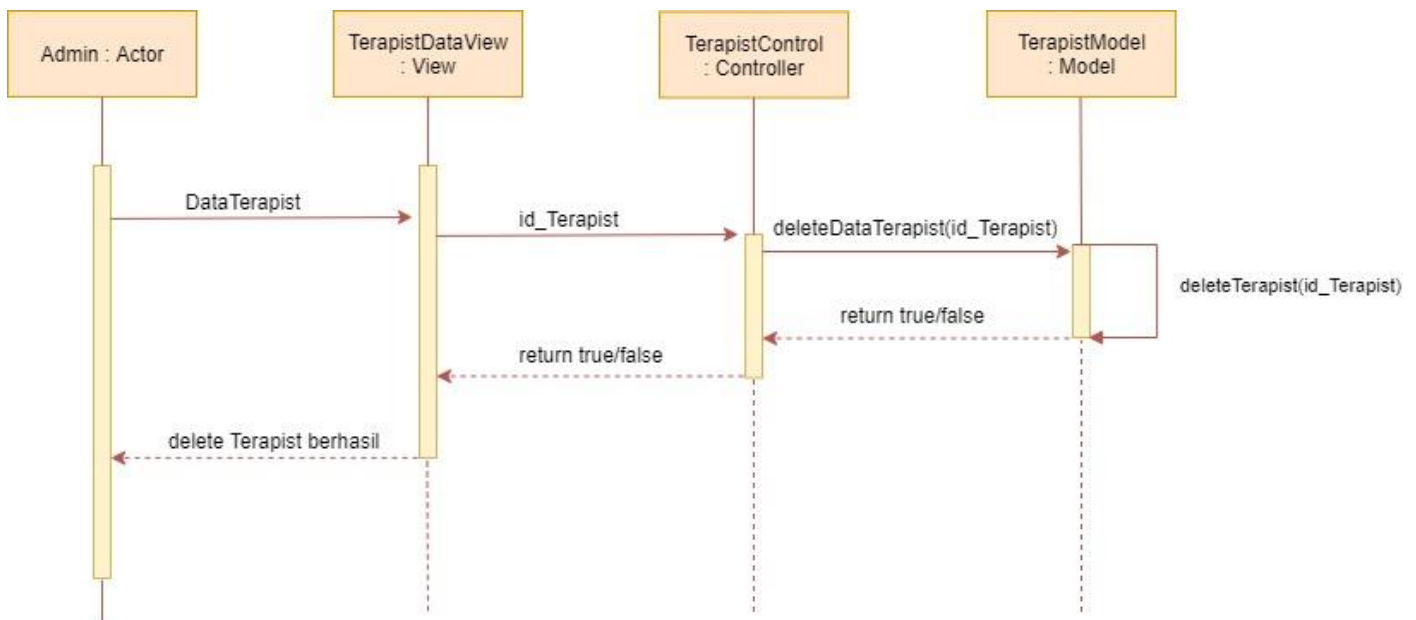 Admin : Actor
TerapistDataView
: View
TerapistControl
: Controller
TerapistModel
: Model
DataTerapist
id_Terapist
deleteDataTerapist(id_Terapist)
deleteTerapist(id_Terapist)
return true/false
return true/false
delete Terapist berhasil